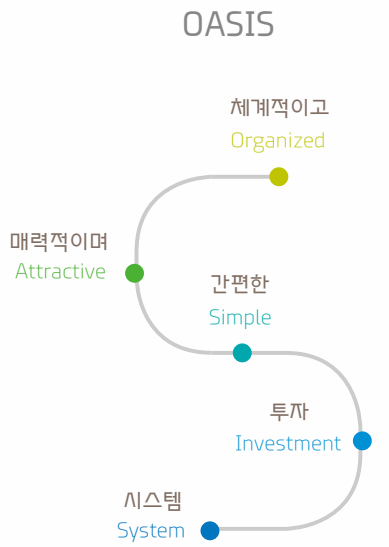 OASIS
체계적이고
Organized
매력적이며
Attractive
간편한
Simple
투자
Investment
시스템
System